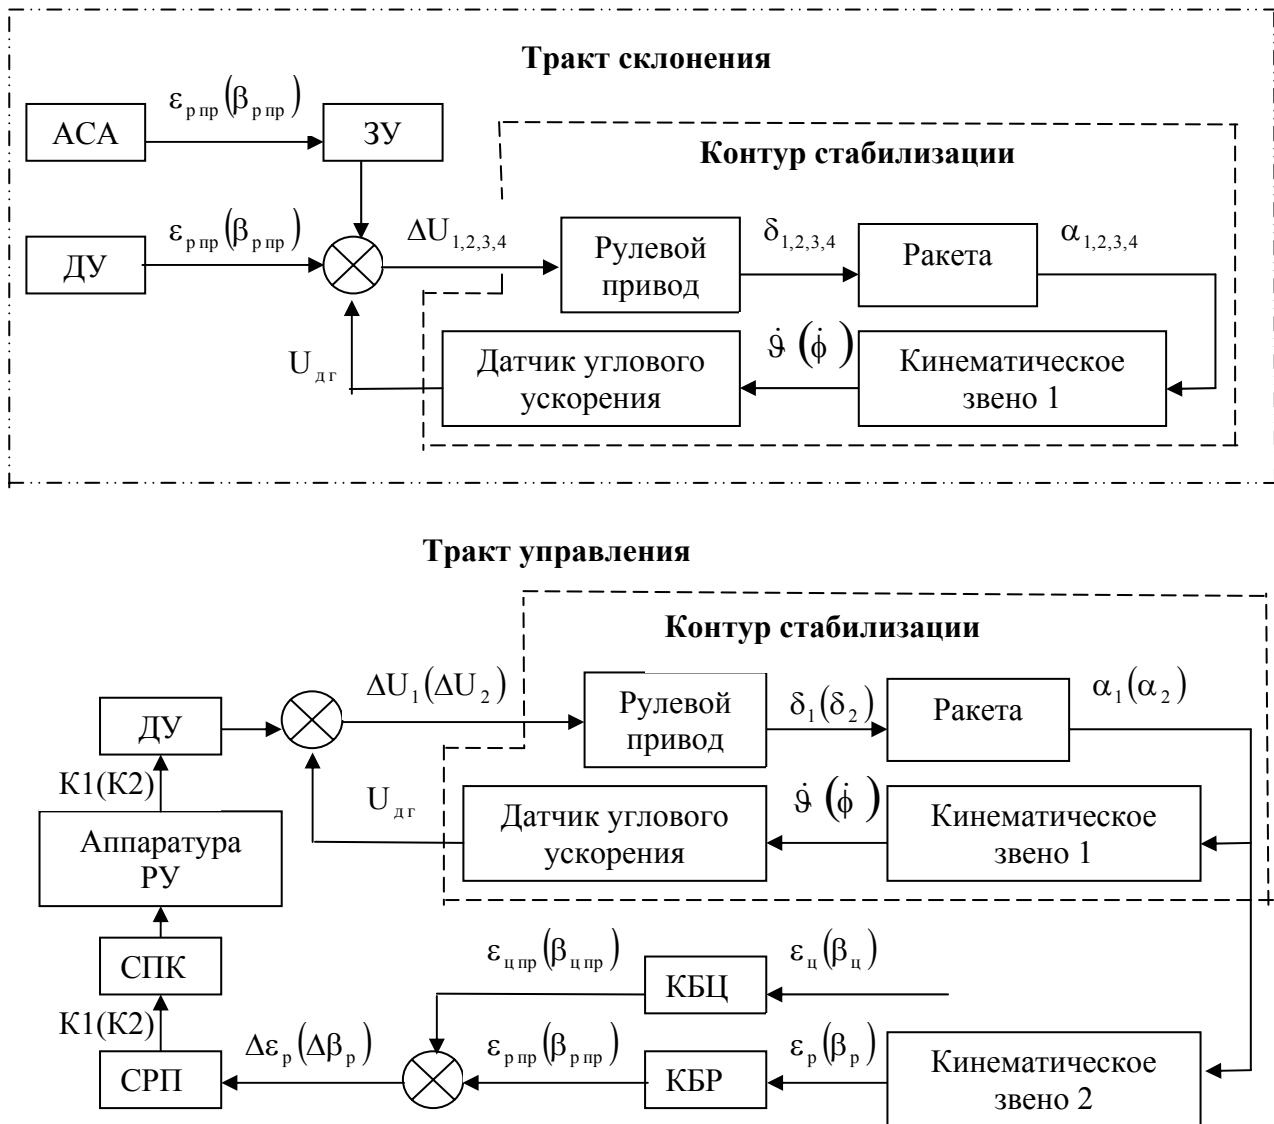 Тракт склонения
ε р пр (β р пр)
АСА
ЗУ
Контур стабилизации
ε р пр (β р пр)
ΔU 1,2,3,4
δ 1,2,3,4
α 1,2,3,4
ДУ
Рулевой
привод
Ракета
U дг
Датчик углового
ускорения
ϑ̇ (ϕ̇)
Кинематическое
звено 1
Тракт управления
Контур стабилизации
ΔU 1 (ΔU 2)
δ 1 (δ 2)
α 1 (α 2)
ДУ
Рулевой
привод
Ракета
К1(К2)
U дг
Датчик углового
ускорения
ϑ̇ (ϕ̇)
Кинематическое
звено 1
Аппаратура
РУ
СПК
ε ц пр (β ц пр)
КБЦ
ε ц (β ц)
К1(К2)
СРП
Δε р (Δβ р)
ε р пр (β р пр)
КБР
ε р (β р)
Кинематическое
звено 2